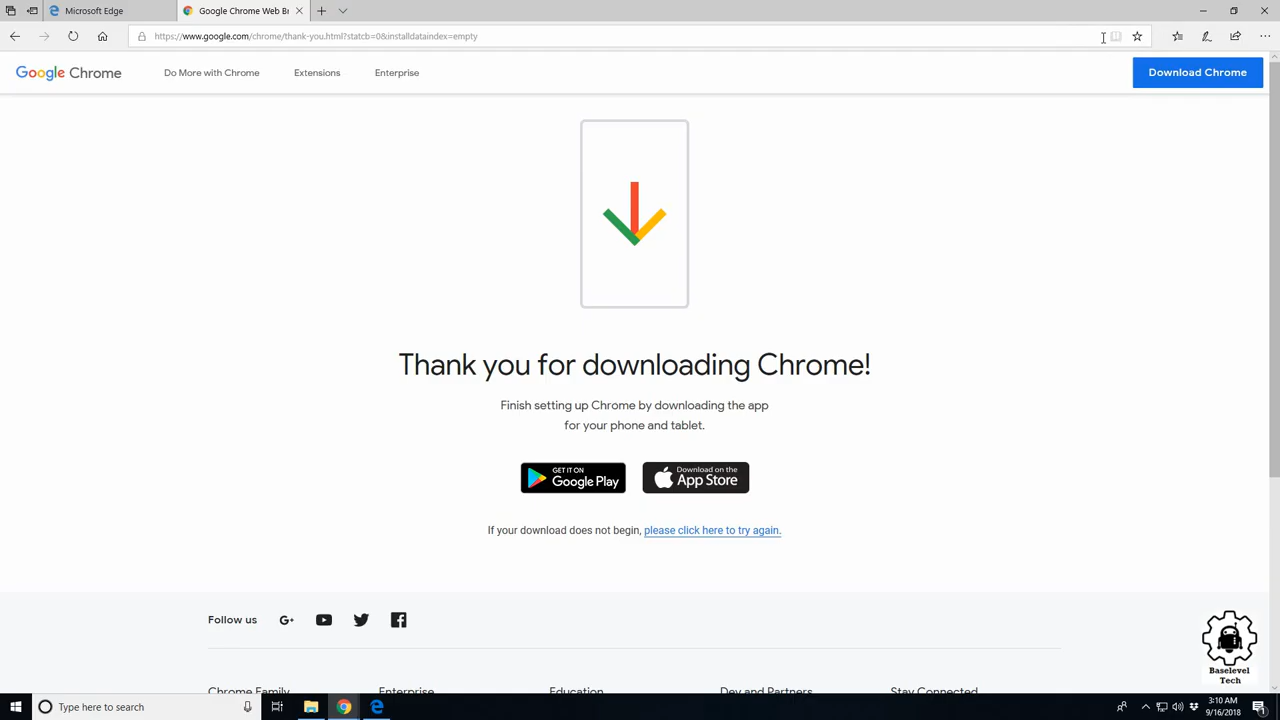 Microsoft Edge
Google Chrome Web Br
https://www.google.com/chrome/thank-you.html?statcb=0&installdataindex=empty
Google Chrome
Do More with Chrome
Extensions
Enterprise
Download Chrome
Thank you for downloading Chrome!
Finish setting up Chrome by downloading the app
for your phone and tablet.
GET IT ON
Google Play
Download on the
App Store
If your download does not begin, please click here to try again.
Follow us
G+
Baselevel
Tech
Chrome Family
Enterprise
Education
Dev and Partners
Stay Connected
Type here to search
3:10 AM
9/16/2018
1